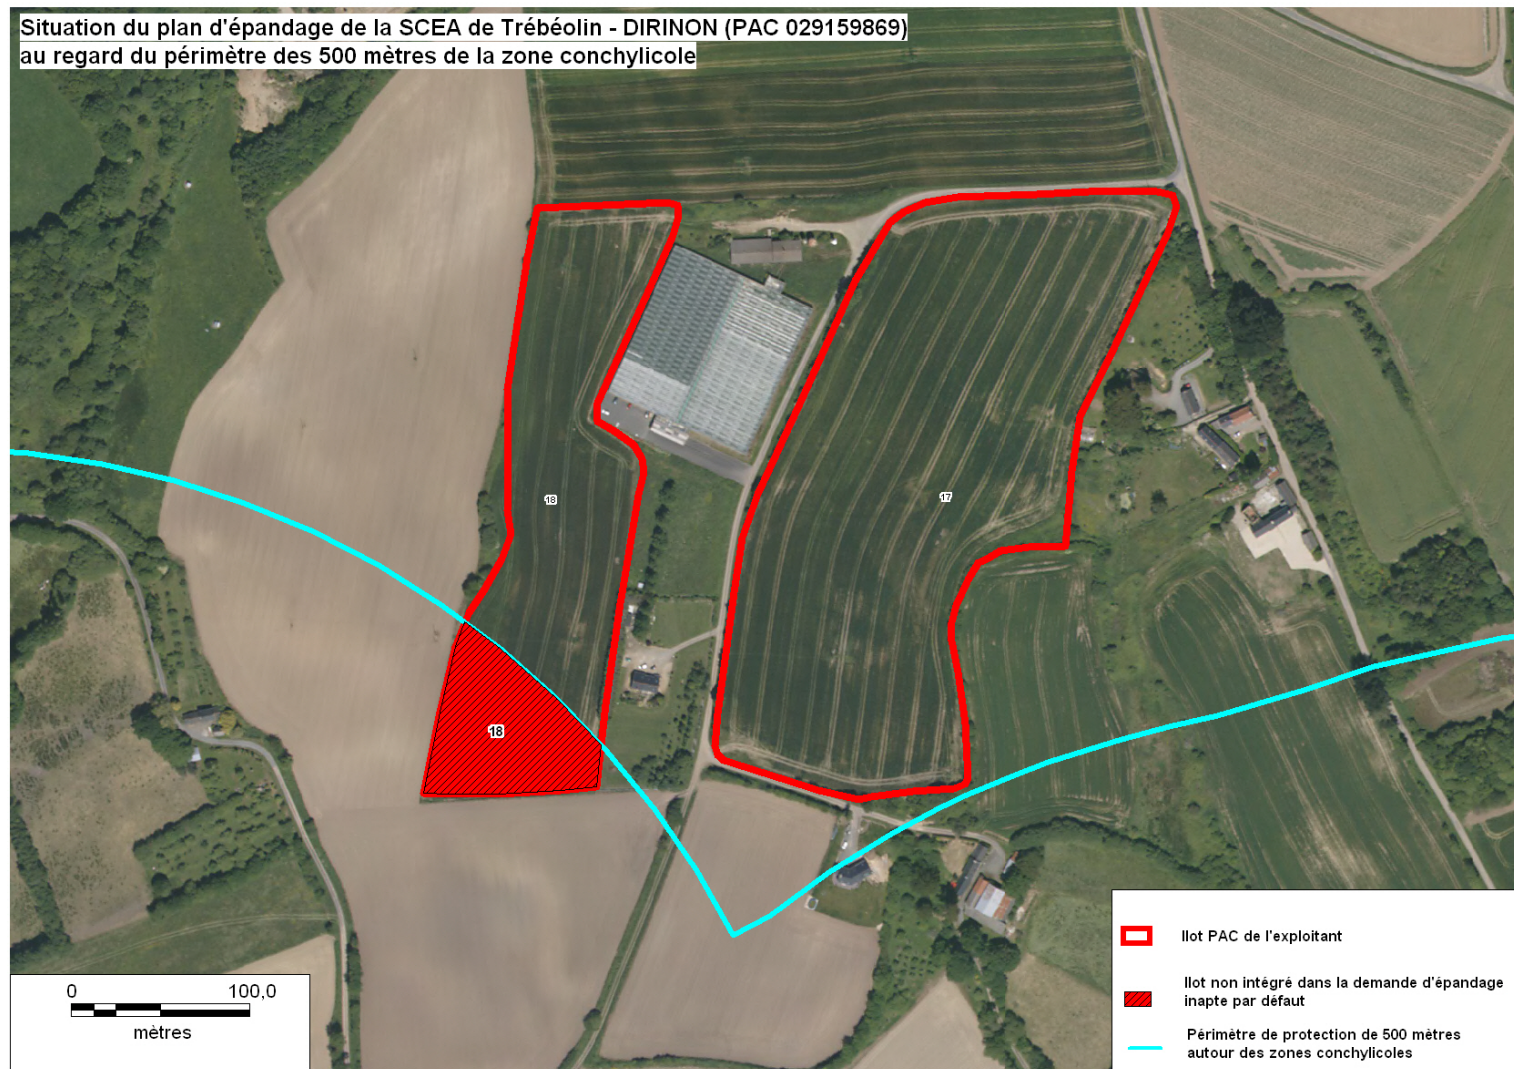 Situation du plan d'épandage de la SCEA de Trébéolin - DIRINON (PAC 029159869)
au regard du périmètre des 500 mètres de la zone conchylicole
18
17
18
0 100,0
mètres
Ilot PAC de l'exploitant
Ilot non intégré dans la demande d'épandage
inapte par défaut
Périmètre de protection de 500 mètres
autour des zones conchylicoles